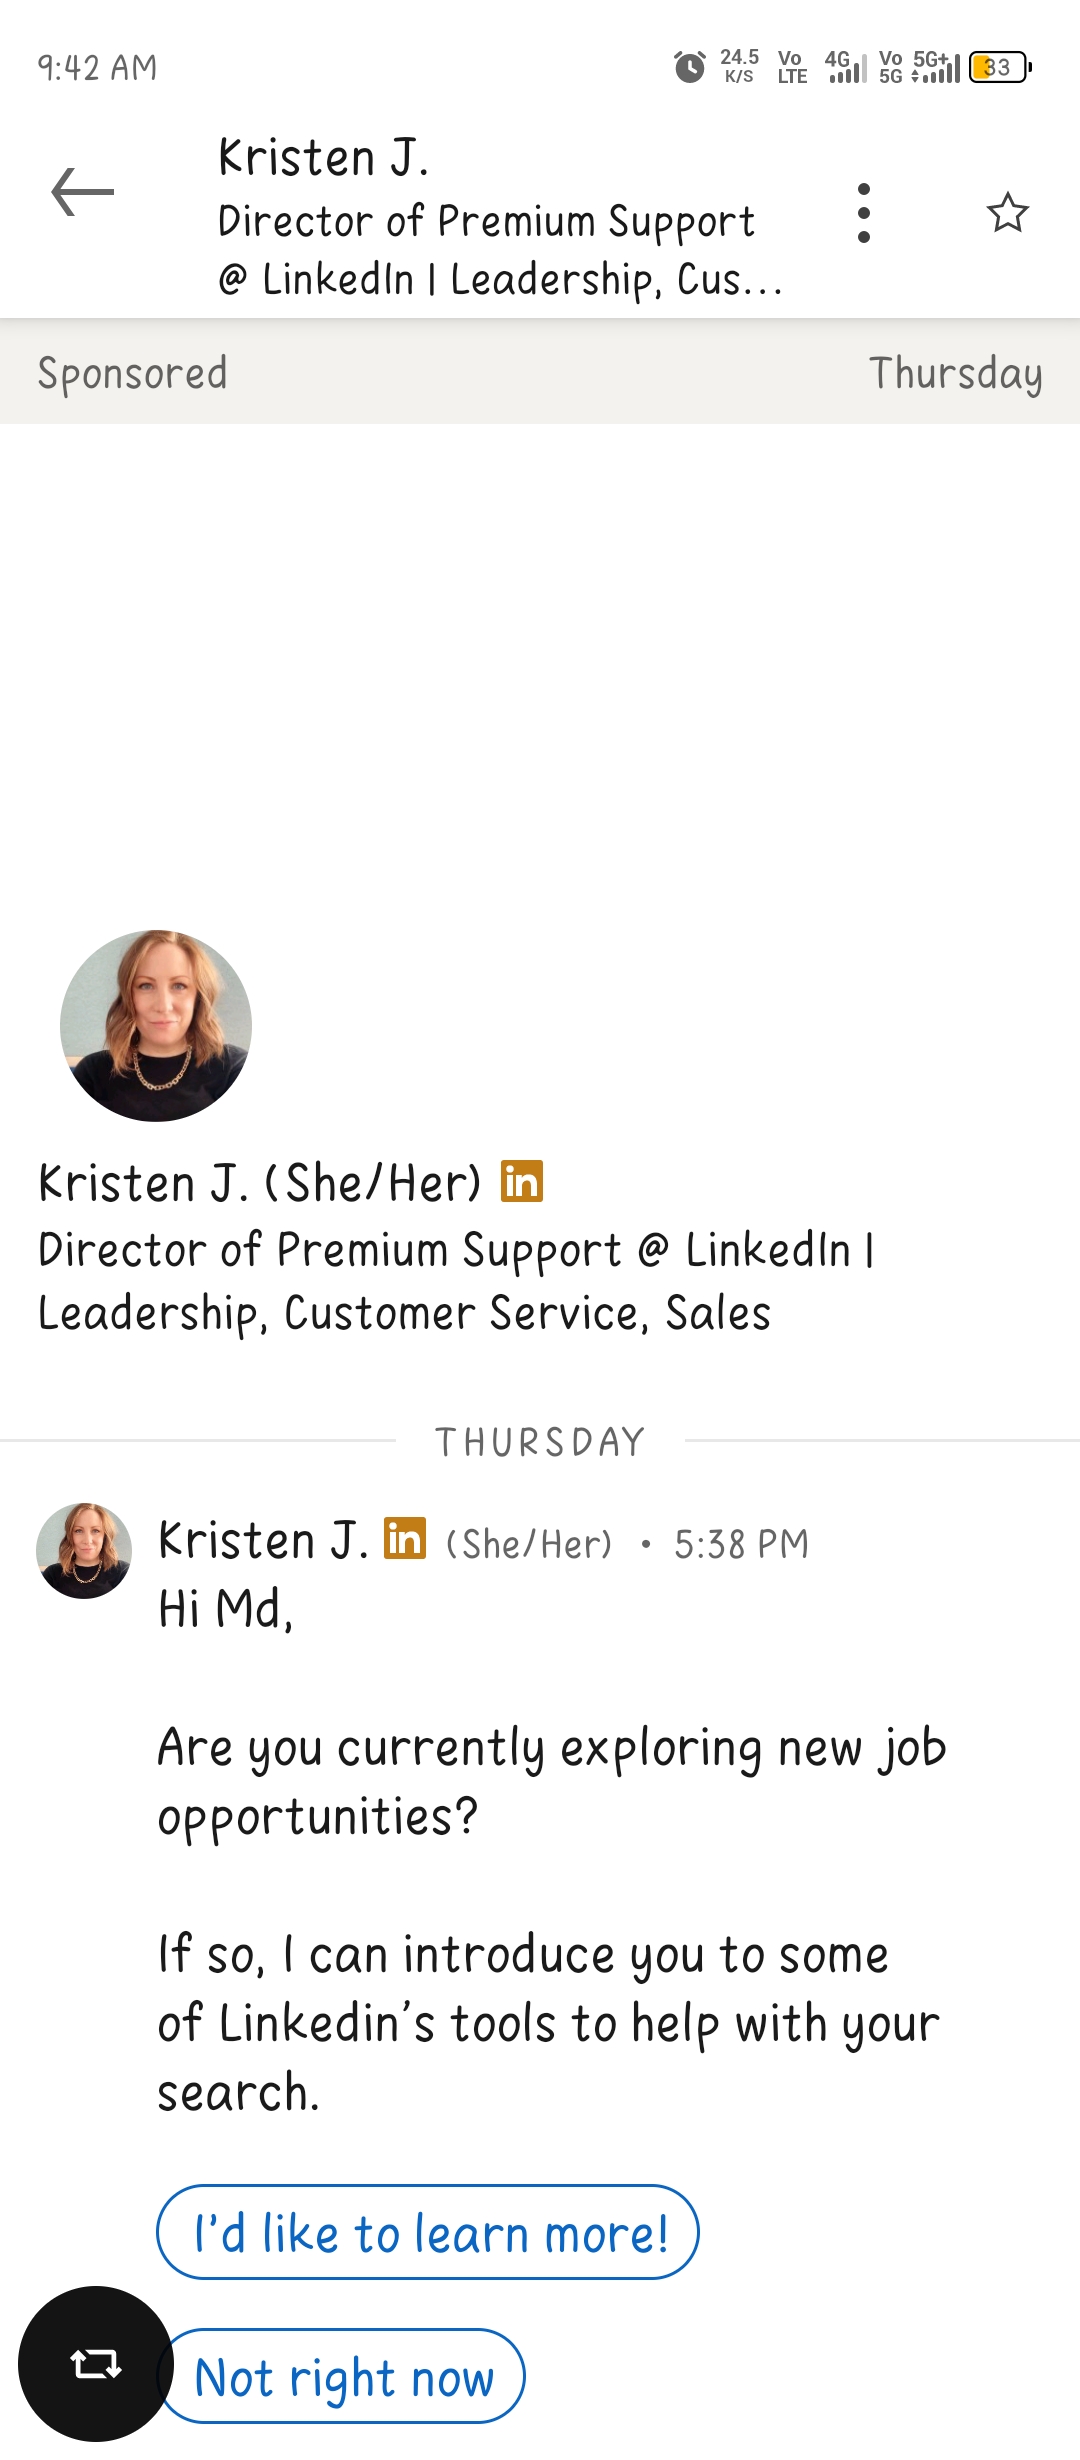 9:42 AM
24.5 K/S Vo LTE 4G Vo 5G 5G+ 33
Kristen J.
Director of Premium Support
@ LinkedIn | Leadership, Cus...
Sponsored Thursday
Kristen J. (She/Her) in
Director of Premium Support @ LinkedIn |
Leadership, Customer Service, Sales
THURSDAY
Kristen J. in (She/Her) • 5:38 PM
Hi Md,
Are you currently exploring new job
opportunities?
If so, I can introduce you to some
of Linkedin's tools to help with your
search.
I'd like to learn more!
Not right now